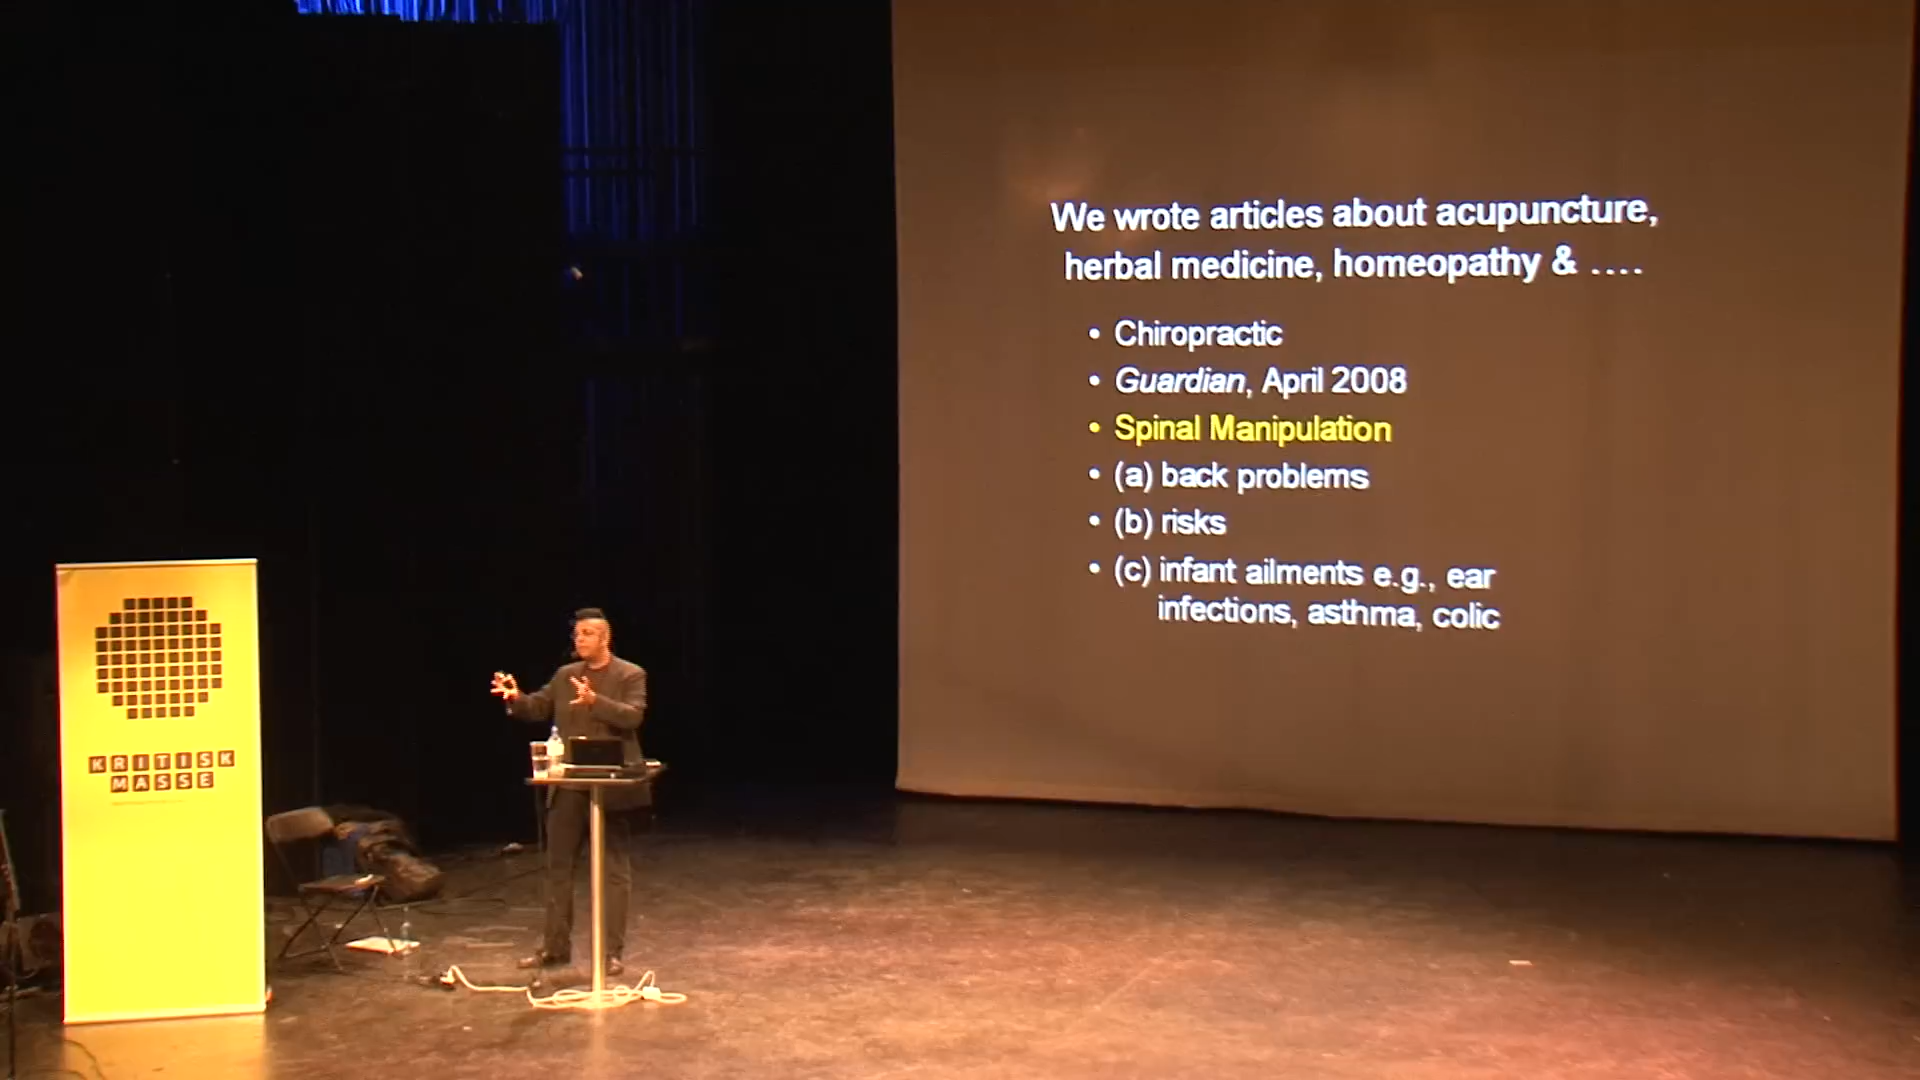 We wrote articles about acupuncture,
herbal medicine, homeopathy & ....
• Chiropractic
• Guardian, April 2008
• Spinal Manipulation
• (a) back problems
• (b) risks
• (c) infant ailments e.g., ear
infections, asthma, colic
KRITISK
MASSE